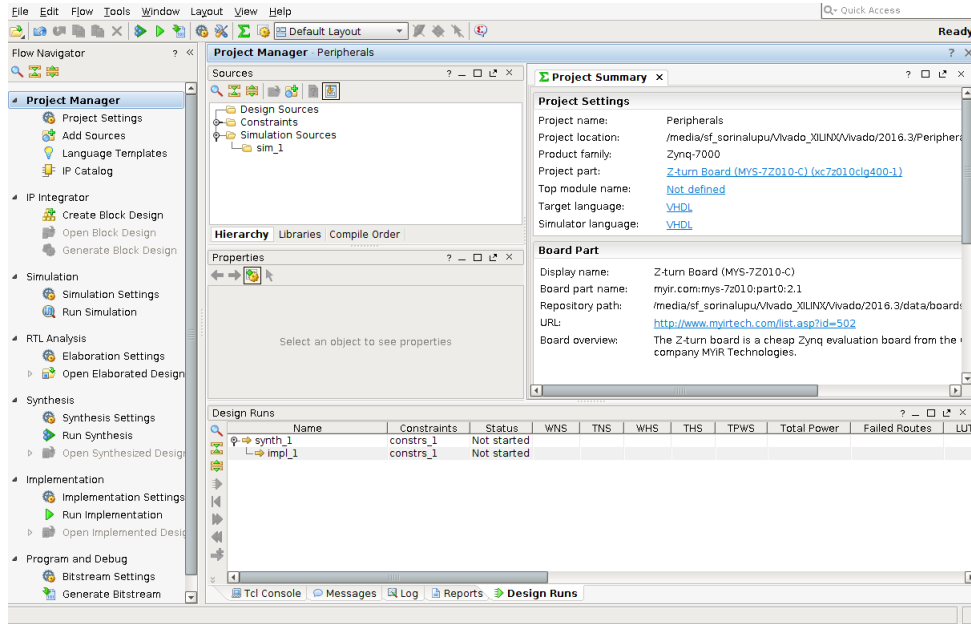 File Edit Flow Tools Window Layout View Help
Quick Access
Default Layout
Ready
Flow Navigator
Project Manager
Project Settings
Add Sources
Language Templates
IP Catalog
IP Integrator
Create Block Design
Open Block Design
Generate Block Design
Simulation
Simulation Settings
Run Simulation
RTL Analysis
Elaboration Settings
Open Elaborated Design
Synthesis
Synthesis Settings
Run Synthesis
Open Synthesized Design
Implementation
Implementation Settings
Run Implementation
Open Implemented Desig
Program and Debug
Bitstream Settings
Generate Bitstream
Project Manager - Peripherals
Sources
Design Sources
Constraints
Simulation Sources
sim_1
Hierarchy Libraries Compile Order
Properties
Select an object to see properties
Project Summary
Project Settings
Project name: Peripherals
Project location: /media/sf_sorinalupu/Vivado_XILINX/Vivado/2016.3/Periphera
Product family: Zynq-7000
Project part: Z-turn Board (MYS-7Z010-C) (xc7z010clg400-1)
Top module name: Not defined
Target language: VHDL
Simulator language: VHDL
Board Part
Display name: Z-turn Board (MYS-7Z010-C)
Board part name: myir.com:mys-7z010:part0:2.1
Repository path: /media/sf_sorinalupu/Vivado_XILINX/Vivado/2016.3/data/boards
URL: http://www.myirtech.com/list.asp?id=502
Board overview: The Z-turn board is a cheap Zynq evaluation board from the
company MYiR Technologies.
Design Runs
Name Constraints Status WNS TNS WHS THS TPWS Total Power Failed Routes LUT
synth_1 constrs_1 Not started
impl_1 constrs_1 Not started
Tcl Console Messages Log Reports Design Runs